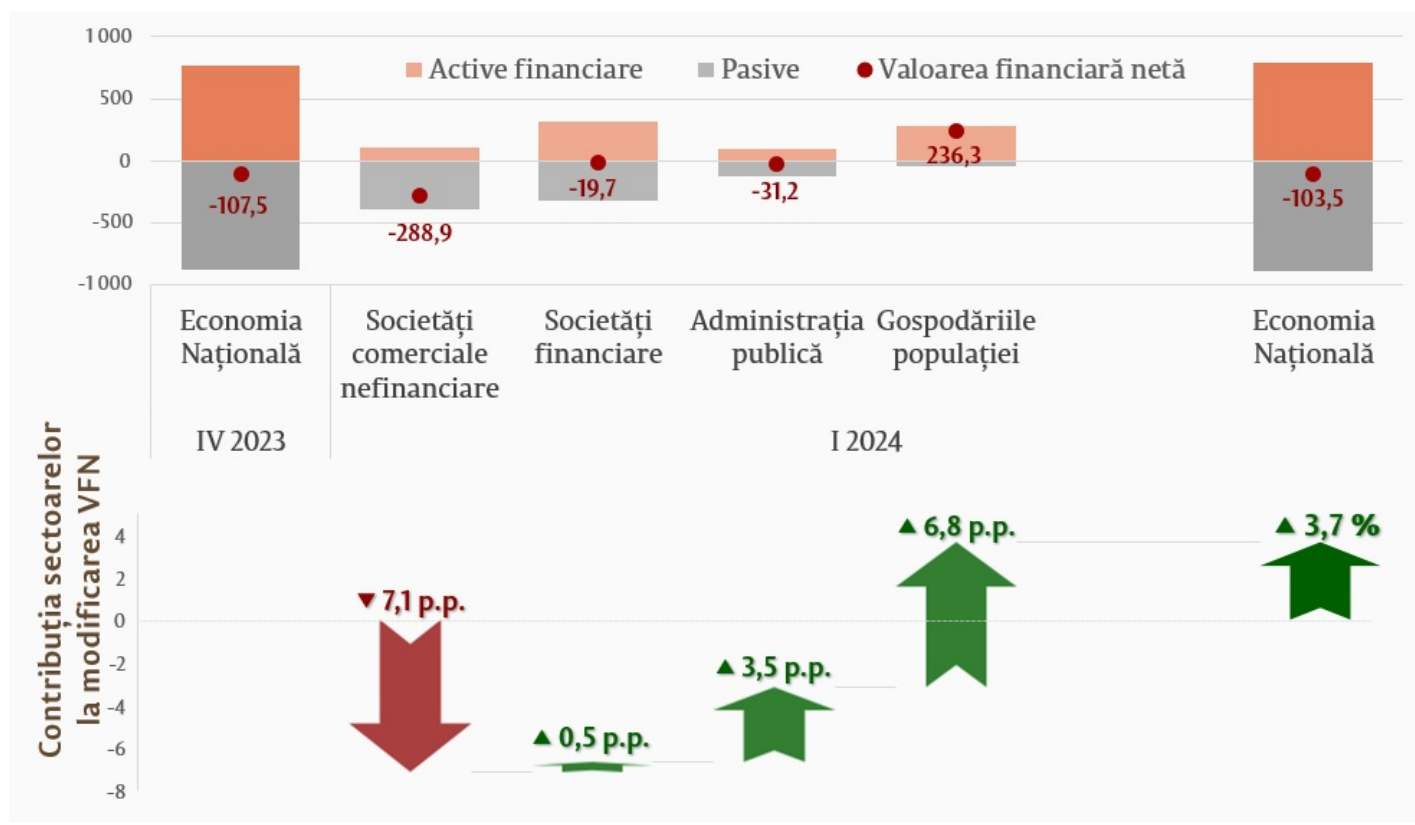 1000
Active financiare
Pasive
Valoarea financiară netă
500
0
-500
-1000
-107,5
-288,9
-19,7
-31,2
236,3
-103,5
Economia
Națională
Societăți
comerciale
nefinanciare
Societăți
financiare
Administrația
publică
Gospodăriile
populației
Economia
Națională
IV 2023
I 2024
Contribuția sectoarelor
la modificarea VFN
4
2
0
-2
-4
-6
-8
▼ 7,1 p.p.
▲ 0,5 p.p.
▲ 3,5 p.p.
▲ 6,8 p.p.
▲ 3,7 %